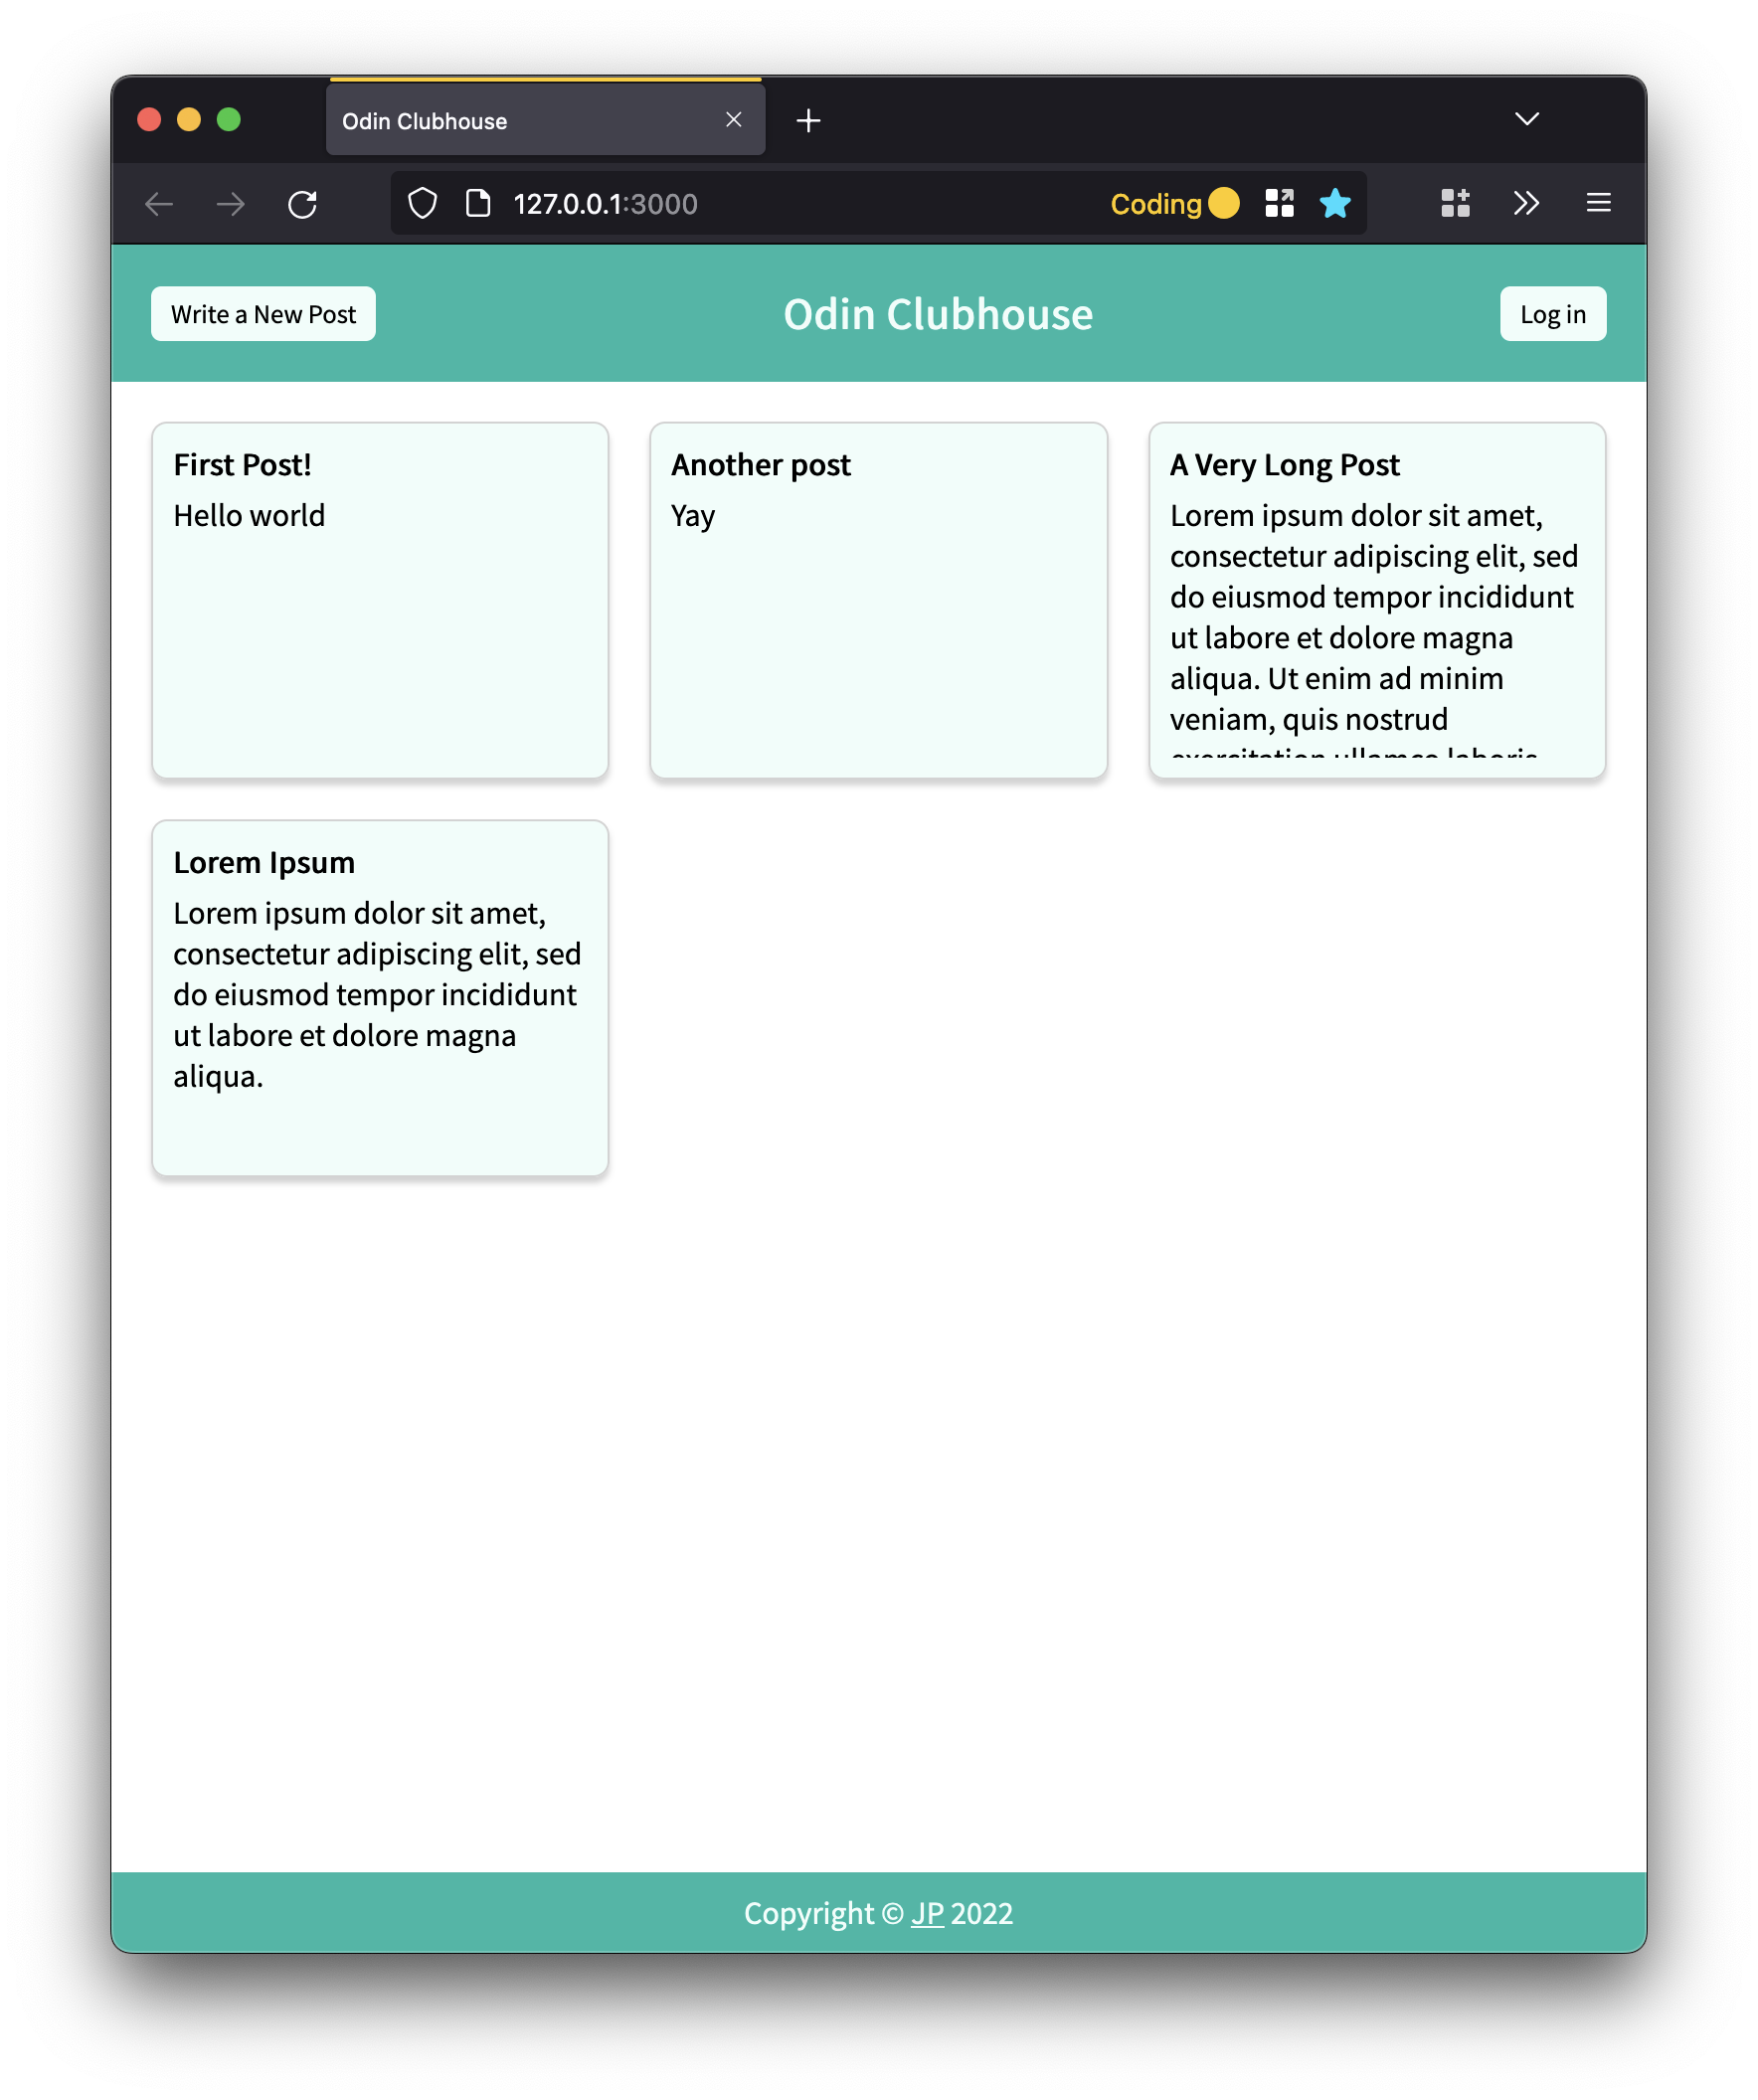 Odin Clubhouse
127.0.0.1:3000
Coding
Write a New Post
Odin Clubhouse
Log in
First Post!
Hello world
Another post
Yay
A Very Long Post
Lorem ipsum dolor sit amet,
consectetur adipiscing elit, sed
do eiusmod tempor incididunt
ut labore et dolore magna
aliqua. Ut enim ad minim
veniam, quis nostrud
exercitation ullamco laboris
Lorem Ipsum
Lorem ipsum dolor sit amet,
consectetur adipiscing elit, sed
do eiusmod tempor incididunt
ut labore et dolore magna
aliqua.
Copyright © JP 2022